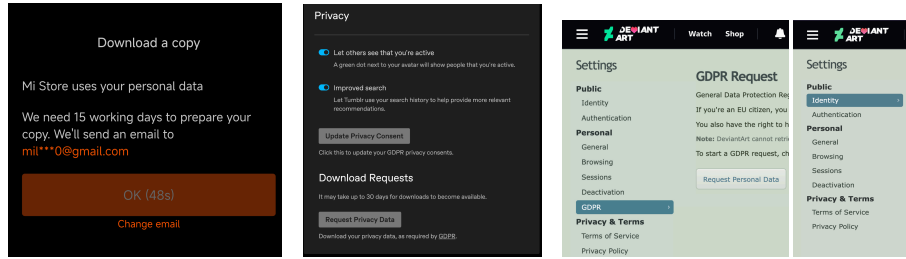 Download a copy
Mi Store uses your personal data
We need 15 working days to prepare your
copy. We'll send an email to
mil***0@gmail.com
OK (48s)
Change email
Privacy
Let others see that you're active
A green dot next to your avatar will show people that you're active.
Improved search
Let Tumblr use your search history to help provide more relevant
recommendations.
Update Privacy Consent
Click this to update your GDPR privacy consents.
Download Requests
It may take up to 30 days for downloads to become available.
Request Privacy Data
Download your privacy data, as required by GDPR.
DEVIANT
ART
Watch Shop
Settings
Public
Identity
Authentication
Personal
General
Browsing
Sessions
Deactivation
GDPR
Privacy & Terms
Terms of Service
Privacy Policy
GDPR Request
General Data Protection Reg
If you're an EU citizen, you
You also have the right to h
Note: DeviantArt cannot retri
To start a GDPR request, ch
Request Personal Data
DEVIANT
ART
Settings
Public
Identity
Authentication
Personal
General
Browsing
Sessions
Deactivation
Privacy & Terms
Terms of Service
Privacy Policy